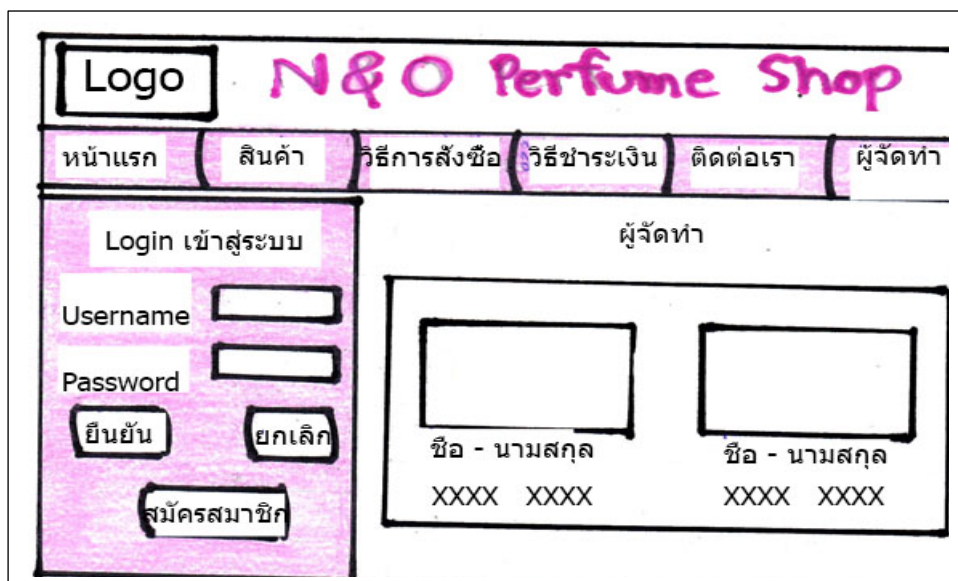 Logo N&O Perfume Shop
หน้าแรก สินค้า วิธีการสั่งซื้อ วิธีชำระเงิน ติดต่อเรา ผู้จัดทำ
Login เข้าสู่ระบบ
ผู้จัดทำ
Username
Password
ยืนยัน ยกเลิก
สมัครสมาชิก
ชื่อ - นามสกุล ชื่อ - นามสกุล
XXXX XXXX XXXX XXXX